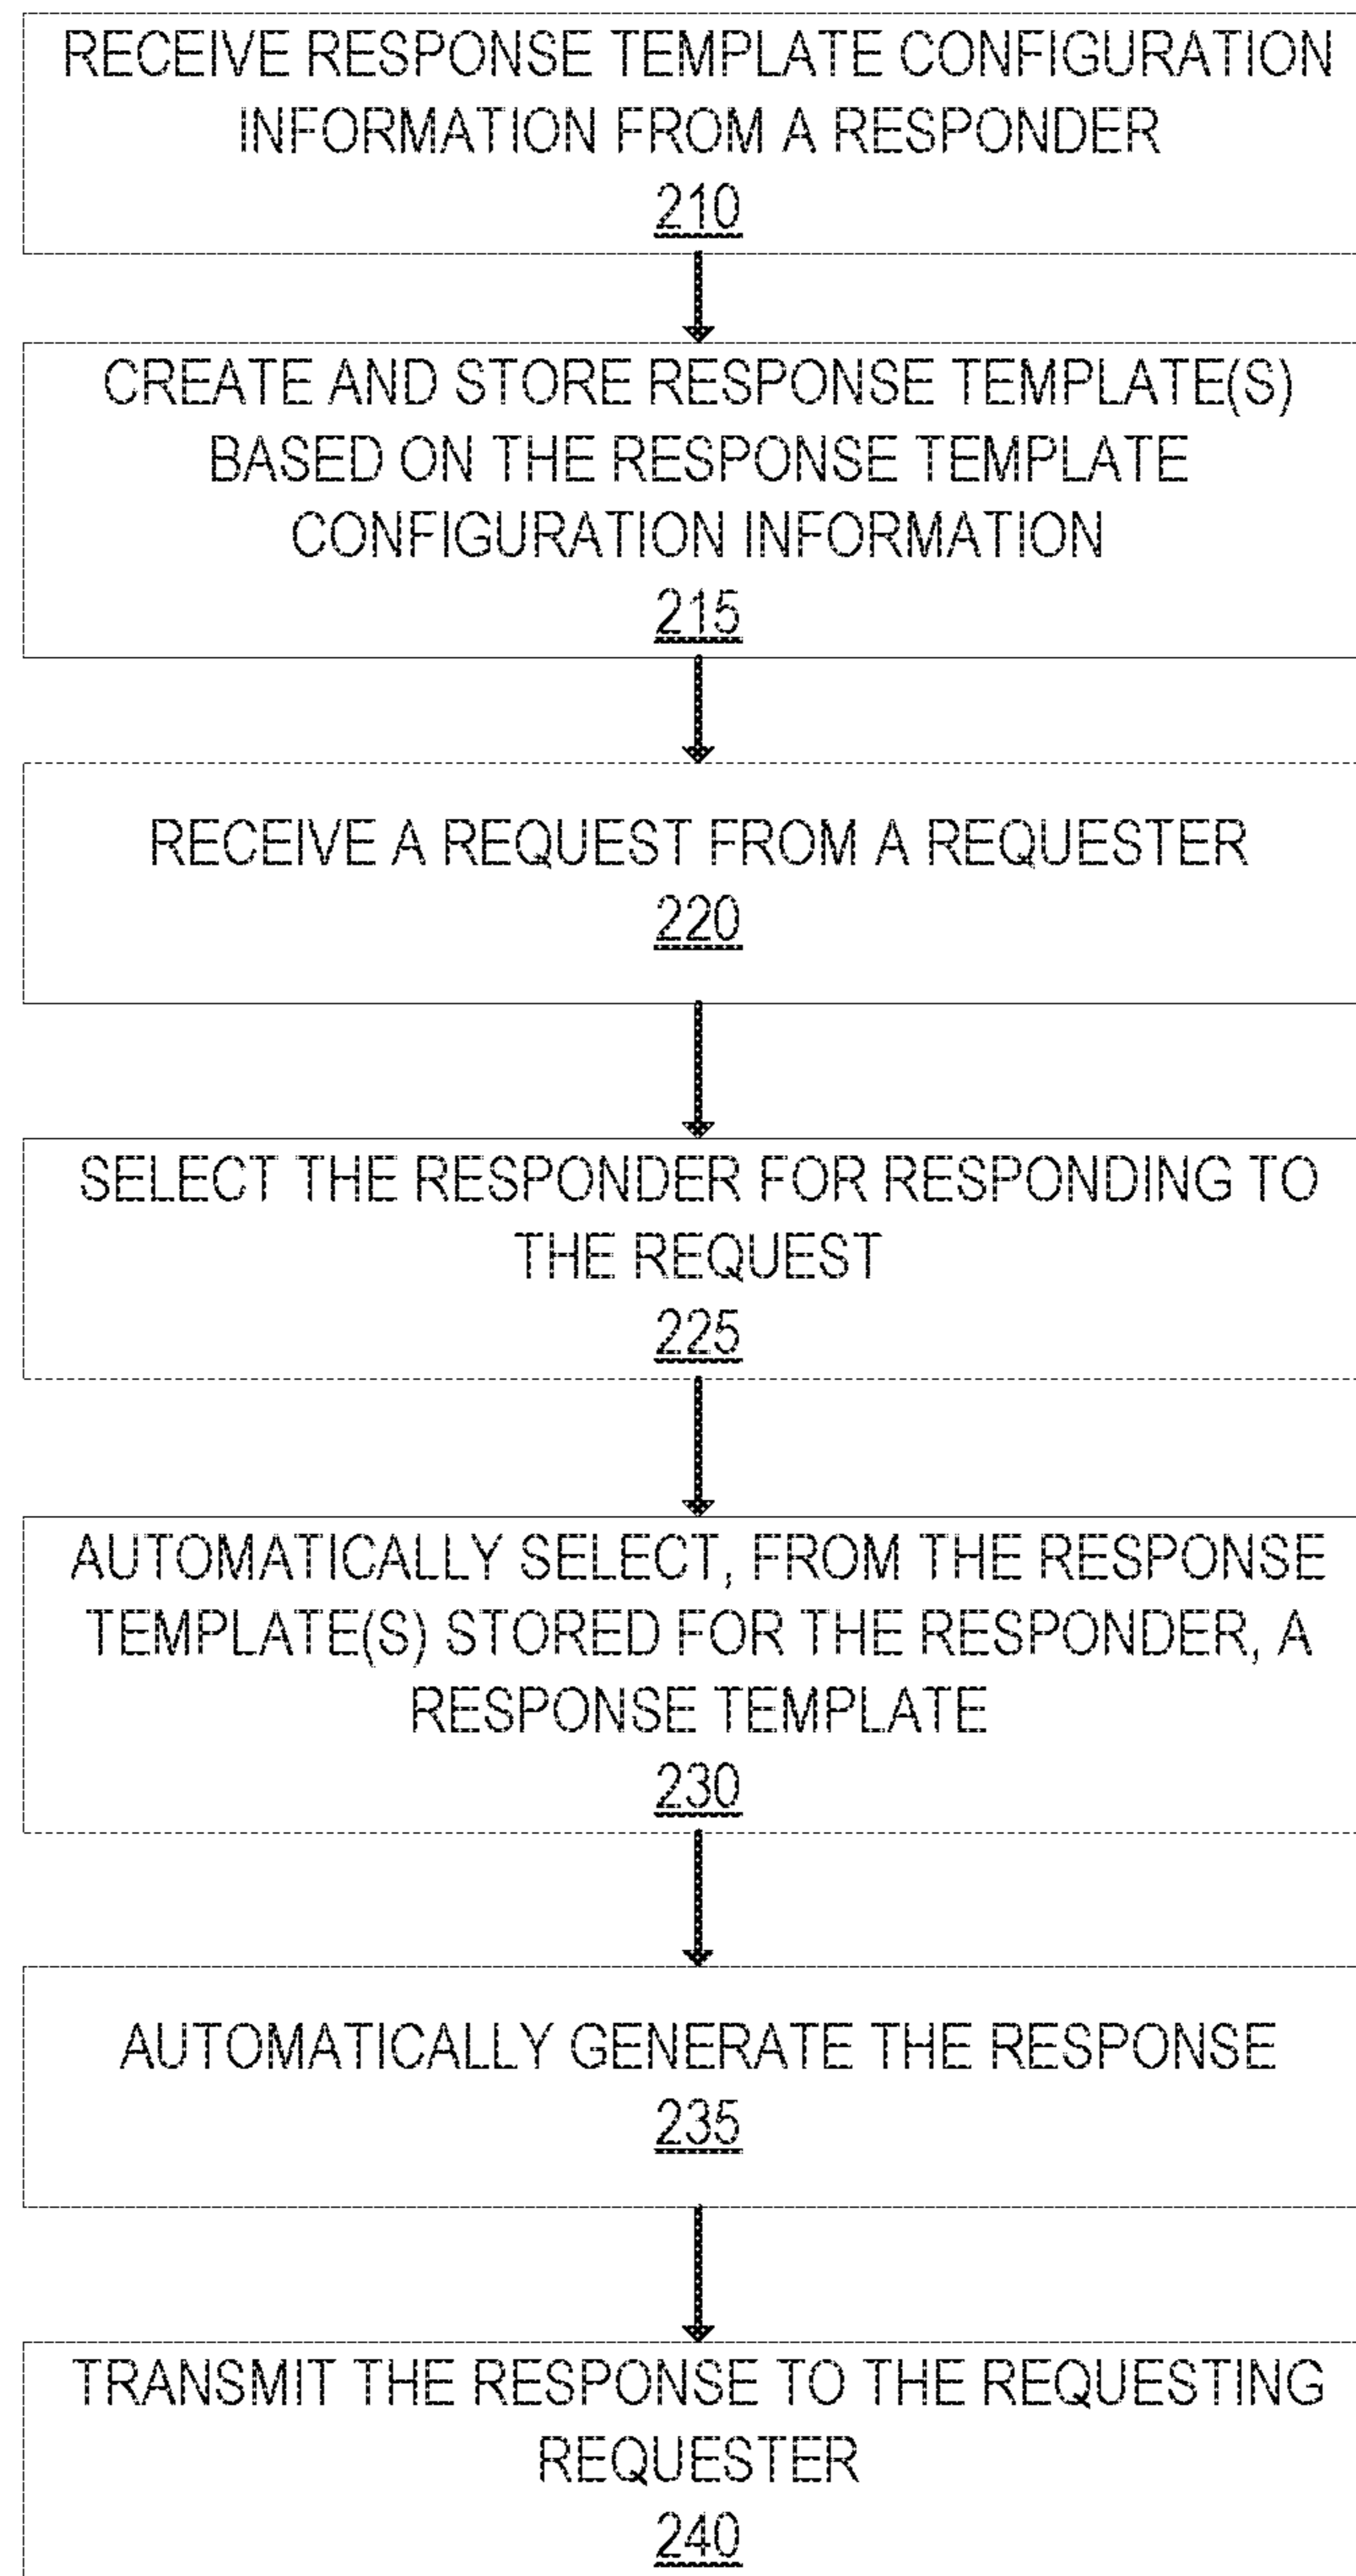 RECEIVE RESPONSE TEMPLATE CONFIGURATION
INFORMATION FROM A RESPONDER
210
CREATE AND STORE RESPONSE TEMPLATE(S)
BASED ON THE RESPONSE TEMPLATE
CONFIGURATION INFORMATION
215
RECEIVE A REQUEST FROM A REQUESTER
220
SELECT THE RESPONDER FOR RESPONDING TO
THE REQUEST
225
AUTOMATICALLY SELECT, FROM THE RESPONSE
TEMPLATE(S) STORED FOR THE RESPONDER, A
RESPONSE TEMPLATE
230
AUTOMATICALLY GENERATE THE RESPONSE
235
TRANSMIT THE RESPONSE TO THE REQUESTING
REQUESTER
240